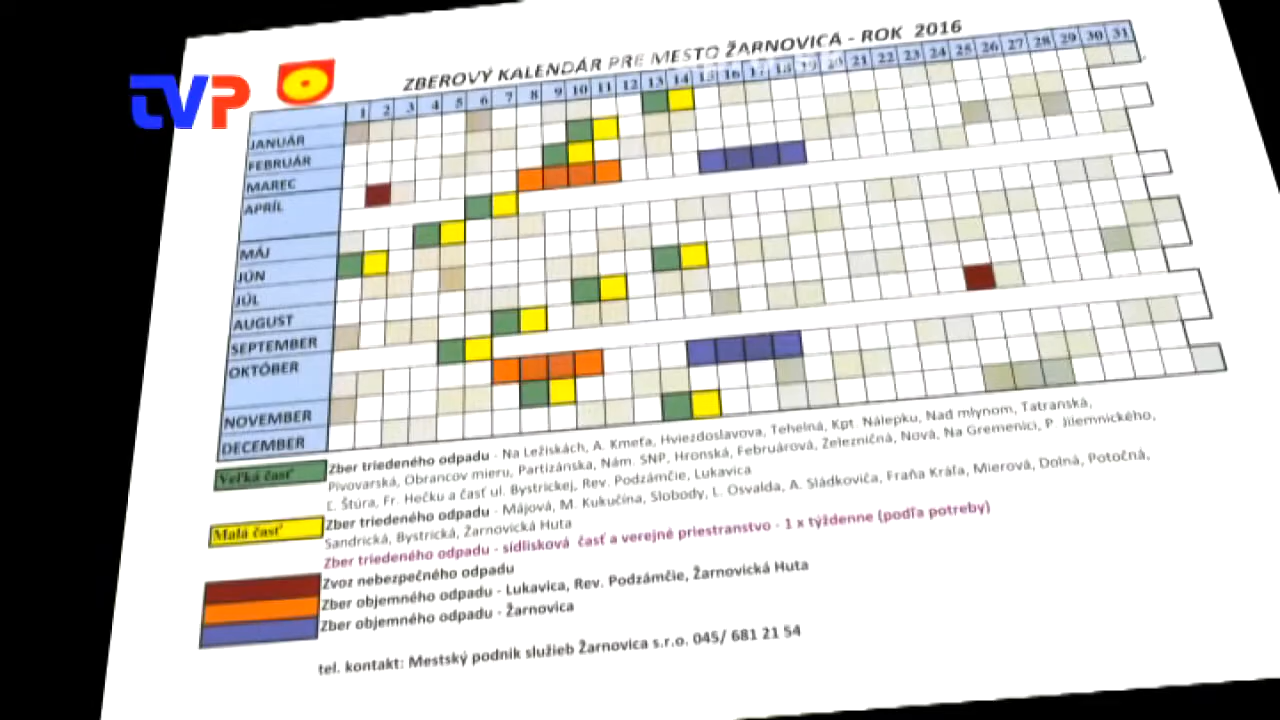 TVP
ZBEROVÝ KALENDÁR PRE MESTO ŽARNOVICA - ROK 2016
1 2 3 4 5 6 7 8 9 10 11 12 13 14 15 16 17 18 19 20 21 22 23 24 25 26 27 28 29 30 31
JANUÁR
FEBRUÁR
MAREC
APRÍL
MÁJ
JÚN
JÚL
AUGUST
SEPTEMBER
OKTÓBER
NOVEMBER
DECEMBER
Veľká časť Zber triedeného odpadu - Na Ležiskách, A. Kmeťa, Hviezdoslavova, Tehelná, Kpt. Nálepku, Nad mlynom, Tatranská,
Pivovarská, Obrancov mieru, Partizánska, Nám. SNP, Hronská, Februárová, Železničná, Nová, Na Gremenici, P. Jilemnického,
Ľ. Štúra, Fr. Hečku a časť ul. Bystrickej, Rev. Podzámčie, Lukavica
Malá časť Zber triedeného odpadu - Májová, M. Kukučína, Slobody, L. Osvalda, A. Sládkoviča, Fraňa Kráľa, Mierová, Dolná, Potočná,
Sandrická, Bystrická, Žarnovická Huta
Zber triedeného odpadu - sídlisková časť a verejné priestranstvo - 1 x týždenne (podľa potreby)
Zvoz nebezpečného odpadu
Zber objemného odpadu - Lukavica, Rev. Podzámčie, Žarnovická Huta
Zber objemného odpadu - Žarnovica
tel. kontakt: Mestský podnik služieb Žarnovica s.r.o. 045/ 681 21 54